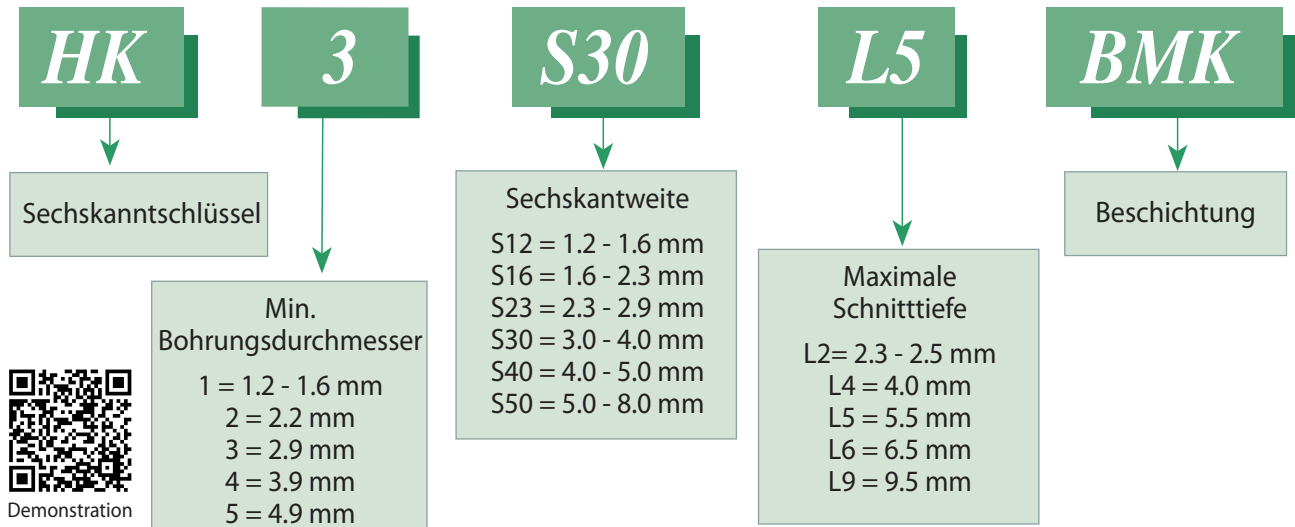 HK 3 S30 L5 BMK
Sechskanntschlüssel
Min.
Bohrungsdurchmesser
1 = 1.2 - 1.6 mm
2 = 2.2 mm
3 = 2.9 mm
4 = 3.9 mm
5 = 4.9 mm
Sechskantweite
S12 = 1.2 - 1.6 mm
S16 = 1.6 - 2.3 mm
S23 = 2.3 - 2.9 mm
S30 = 3.0 - 4.0 mm
S40 = 4.0 - 5.0 mm
S50 = 5.0 - 8.0 mm
Maximale
Schnitttiefe
L2= 2.3 - 2.5 mm
L4 = 4.0 mm
L5 = 5.5 mm
L6 = 6.5 mm
L9 = 9.5 mm
Beschichtung
Demonstration